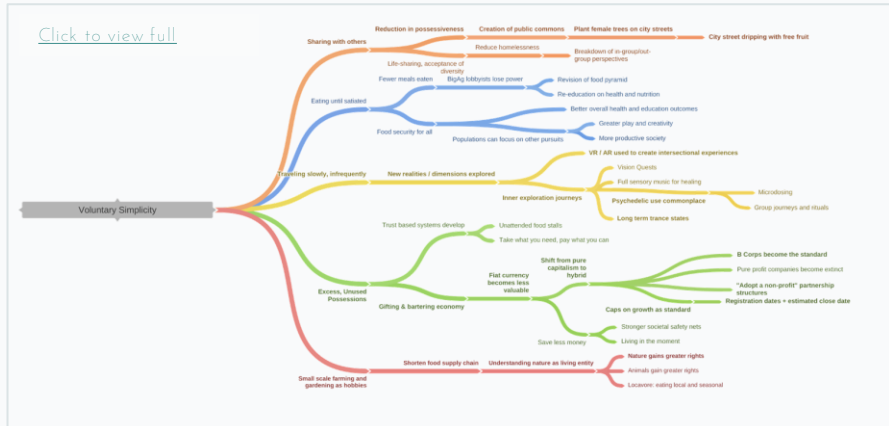 Click to view full
Voluntary Simplicity
Sharing with others
Reduction in possessiveness
Creation of public commons
Plant female trees on city streets
City street dripping with free fruit
Life-sharing, acceptance of
diversity
Reduce homelessness
Breakdown of in-group/out-
group perspectives
Eating until satiated
Fewer meals eaten
BigAg lobbyists lose power
Revision of food pyramid
Re-education on health and nutrition
Food security for all
Better overall health and education outcomes
Populations can focus on other pursuits
Greater play and creativity
More productive society
Traveling slowly, infrequently
New realities / dimensions explored
VR / AR used to create intersectional experiences
Inner exploration journeys
Vision Quests
Full sensory music for healing
Psychedelic use commonplace
Microdosing
Group journeys and rituals
Long term trance states
Excess, Unused
Possessions
Trust based systems develop
Unattended food stalls
Take what you need, pay what you can
Gifting & bartering economy
Fiat currency
becomes less
valuable
Shift from pure
capitalism to
hybrid
B Corps become the standard
Pure profit companies become extinct
"Adopt a non-profit" partnership
structures
Caps on growth as standard
Registration dates + estimated close date
Save less money
Stronger societal safety nets
Living in the moment
Small scale farming and
gardening as hobbies
Shorten food supply chain
Understanding nature as living entity
Nature gains greater rights
Animals gain greater rights
Locavore: eating local and seasonal